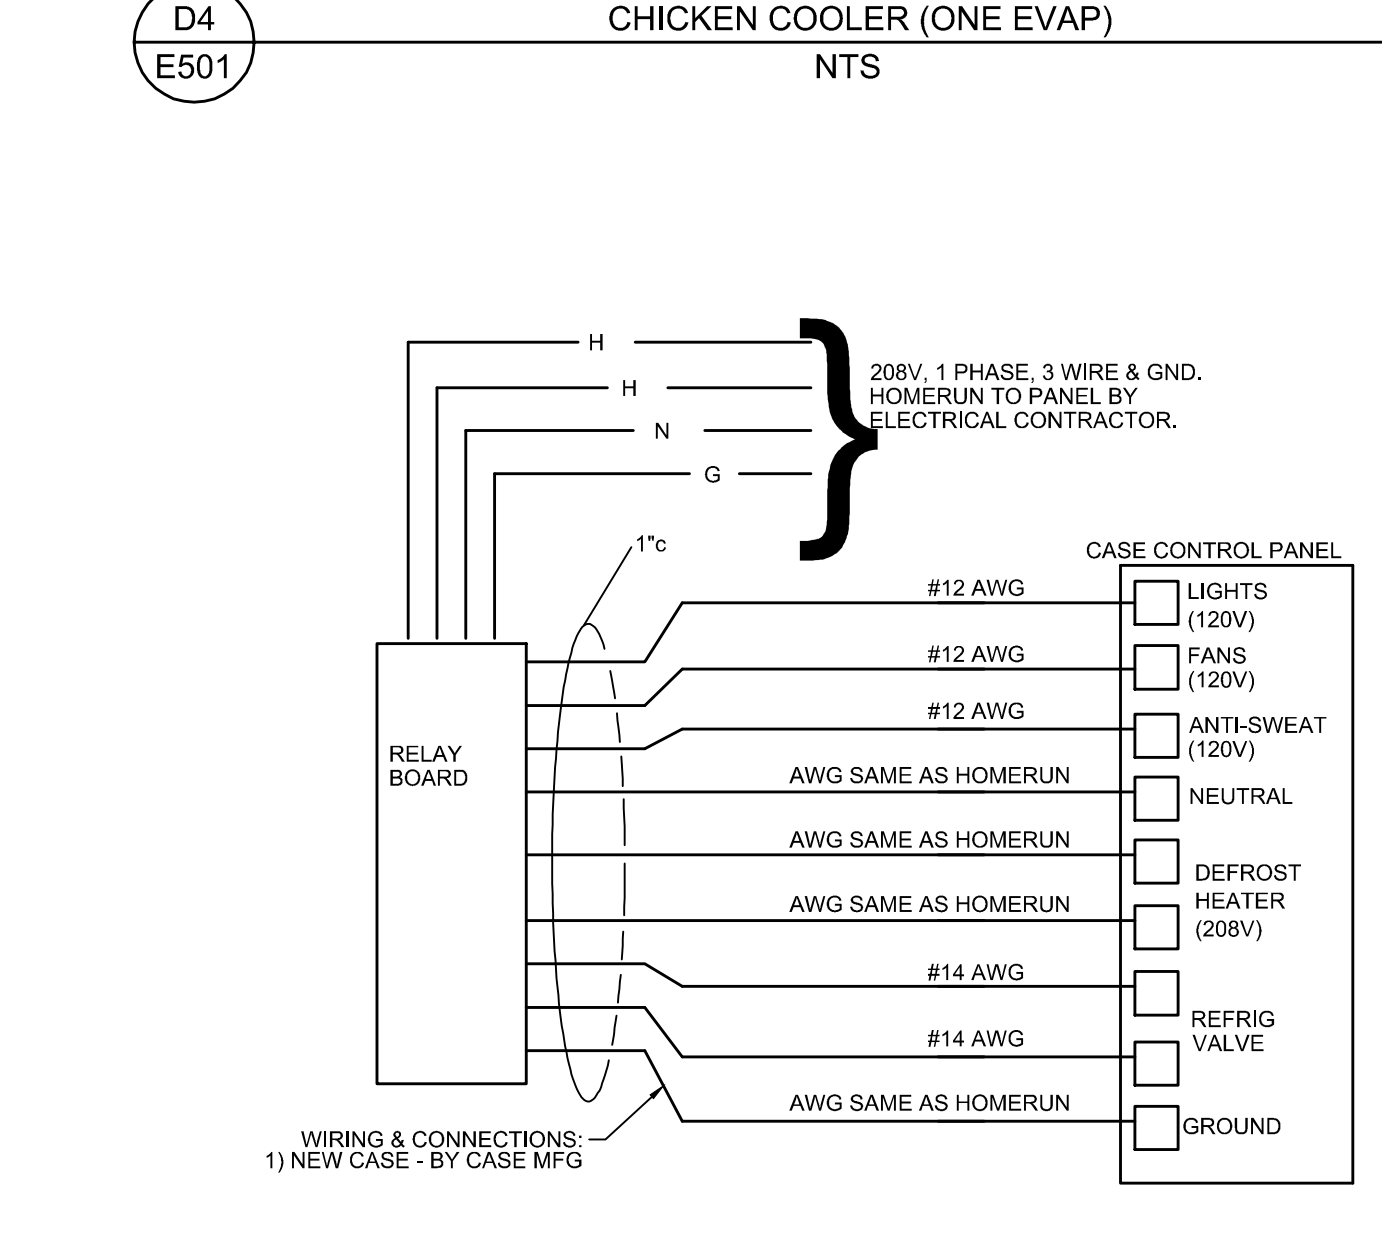 D4
E501
CHICKEN COOLER (ONE EVAP)
NTS
H
H
N
G
208V, 1 PHASE, 3 WIRE & GND.
HOMERUN TO PANEL BY
ELECTRICAL CONTRACTOR.
1"c
CASE CONTROL PANEL
#12 AWG
LIGHTS
(120V)
#12 AWG
FANS
(120V)
#12 AWG
ANTI-SWEAT
(120V)
RELAY
BOARD
AWG SAME AS HOMERUN
NEUTRAL
AWG SAME AS HOMERUN
AWG SAME AS HOMERUN
DEFROST
HEATER
(208V)
#14 AWG
#14 AWG
REFRIG
VALVE
AWG SAME AS HOMERUN
GROUND
WIRING & CONNECTIONS:
1) NEW CASE - BY CASE MFG